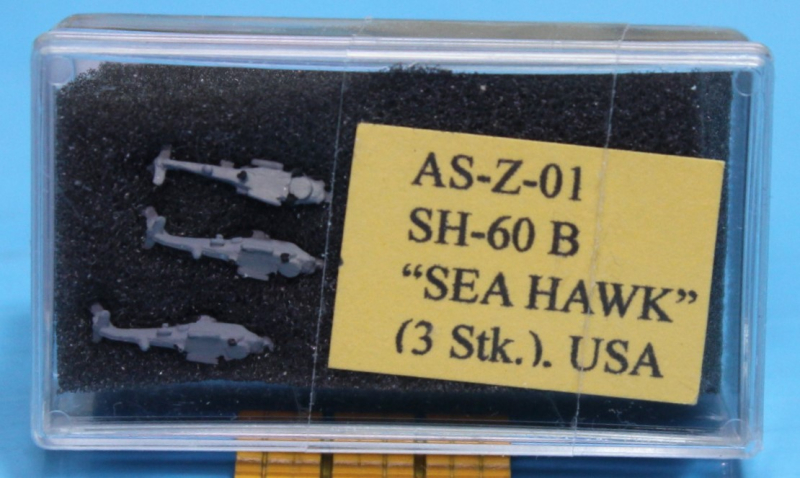 AS-Z-01
SH-60 B
“SEA HAWK”
(3 Stk.). USA